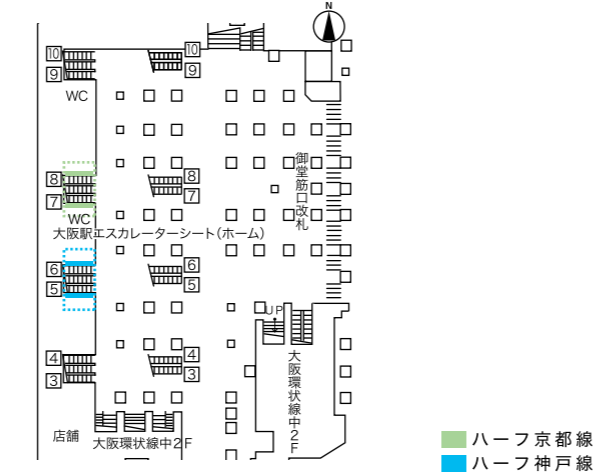 N
⑩
⑩
⑨
⑨
WC
御堂筋口改札
⑧
⑧
⑦
⑦
WC
大阪駅エスカレーターシート(ホーム)
⑥
⑥
⑤
⑤
UP
④
④
③
③
大阪環状線中2F
店舗
大阪環状線中2F
ハーフ京都線
ハーフ神戸線